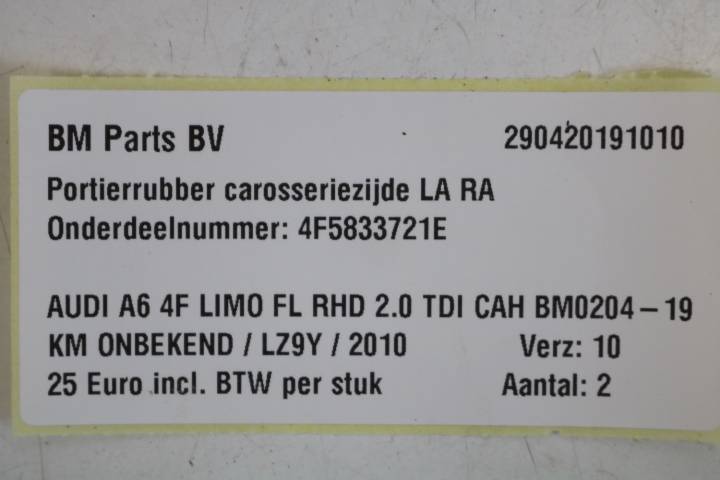 BM Parts BV 290420191010
Portierrubber carosseriezijde LA RA
Onderdeelnummer: 4F5833721E
AUDI A6 4F LIMO FL RHD 2.0 TDI CAH BM0204-19
KM ONBEKEND / LZ9Y / 2010 Verz: 10
25 Euro incl. BTW per stuk Aantal: 2